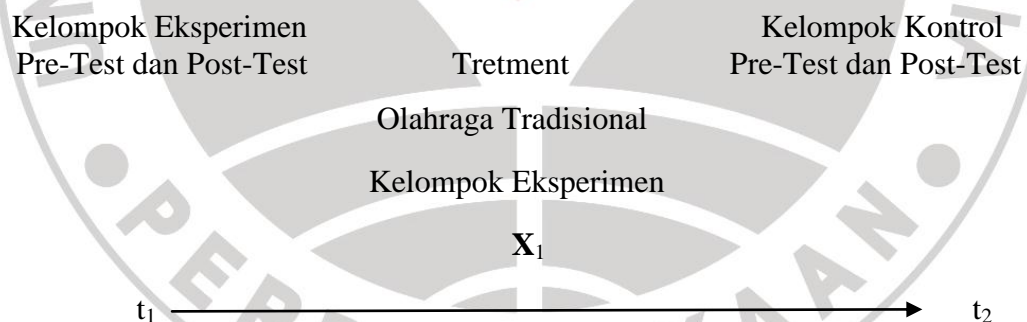 Kelompok Eksperimen Kelompok Kontrol
Pre-Test dan Post-Test Tretment Pre-Test dan Post-Test
Olahraga Tradisional
Kelompok Eksperimen
X1
t1 t2